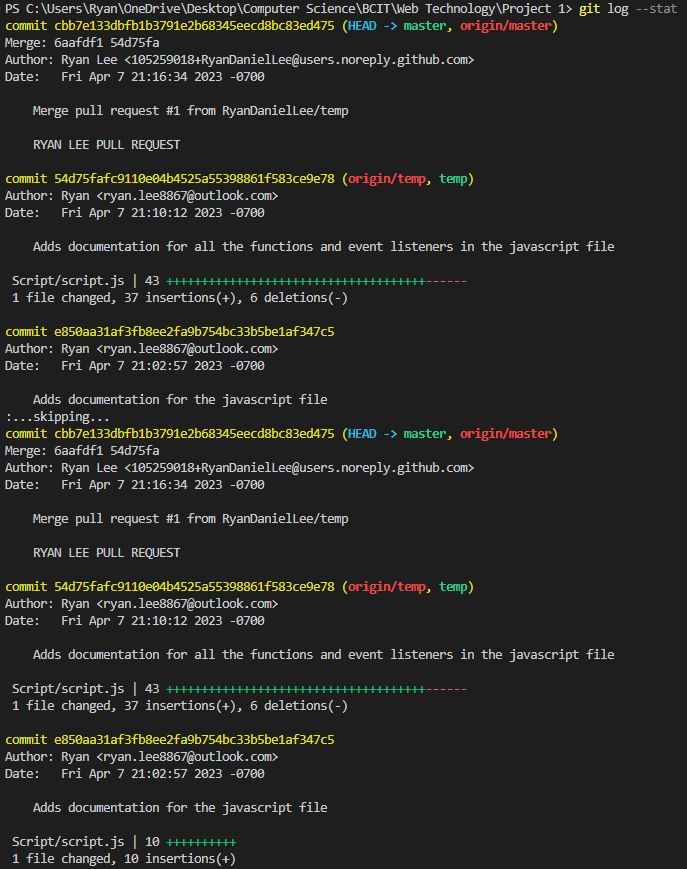 PS C:\Users\Ryan\OneDrive\Desktop\Computer Science\BCIT\Web Technology\Project 1> git log --stat
commit cbb7e133dbfb1b3791e2b68345eecd8bc83ed475 (HEAD -> master, origin/master)
Merge: 6aafdf1 54d75fa
Author: Ryan Lee <105259018+RyanDanielLee@users.noreply.github.com>
Date:   Fri Apr 7 21:16:34 2023 -0700

    Merge pull request #1 from RyanDanielLee/temp

    RYAN LEE PULL REQUEST

commit 54d75fafc9110e04b4525a55398861f583ce9e78 (origin/temp, temp)
Author: Ryan <ryan.lee8867@outlook.com>
Date:   Fri Apr 7 21:10:12 2023 -0700

    Adds documentation for all the functions and event listeners in the javascript file

 Script/script.js | 43 +++++++++++++++++++++++++++++++++++++------
 1 file changed, 37 insertions(+), 6 deletions(-)

commit e850aa31af3fb8ee2fa9b754bc33b5be1af347c5
Author: Ryan <ryan.lee8867@outlook.com>
Date:   Fri Apr 7 21:02:57 2023 -0700

    Adds documentation for the javascript file
:...skipping...
commit cbb7e133dbfb1b3791e2b68345eecd8bc83ed475 (HEAD -> master, origin/master)
Merge: 6aafdf1 54d75fa
Author: Ryan Lee <105259018+RyanDanielLee@users.noreply.github.com>
Date:   Fri Apr 7 21:16:34 2023 -0700

    Merge pull request #1 from RyanDanielLee/temp

    RYAN LEE PULL REQUEST

commit 54d75fafc9110e04b4525a55398861f583ce9e78 (origin/temp, temp)
Author: Ryan <ryan.lee8867@outlook.com>
Date:   Fri Apr 7 21:10:12 2023 -0700

    Adds documentation for all the functions and event listeners in the javascript file

 Script/script.js | 43 +++++++++++++++++++++++++++++++++++++------
 1 file changed, 37 insertions(+), 6 deletions(-)

commit e850aa31af3fb8ee2fa9b754bc33b5be1af347c5
Author: Ryan <ryan.lee8867@outlook.com>
Date:   Fri Apr 7 21:02:57 2023 -0700

    Adds documentation for the javascript file

 Script/script.js | 10 ++++++++++
 1 file changed, 10 insertions(+)